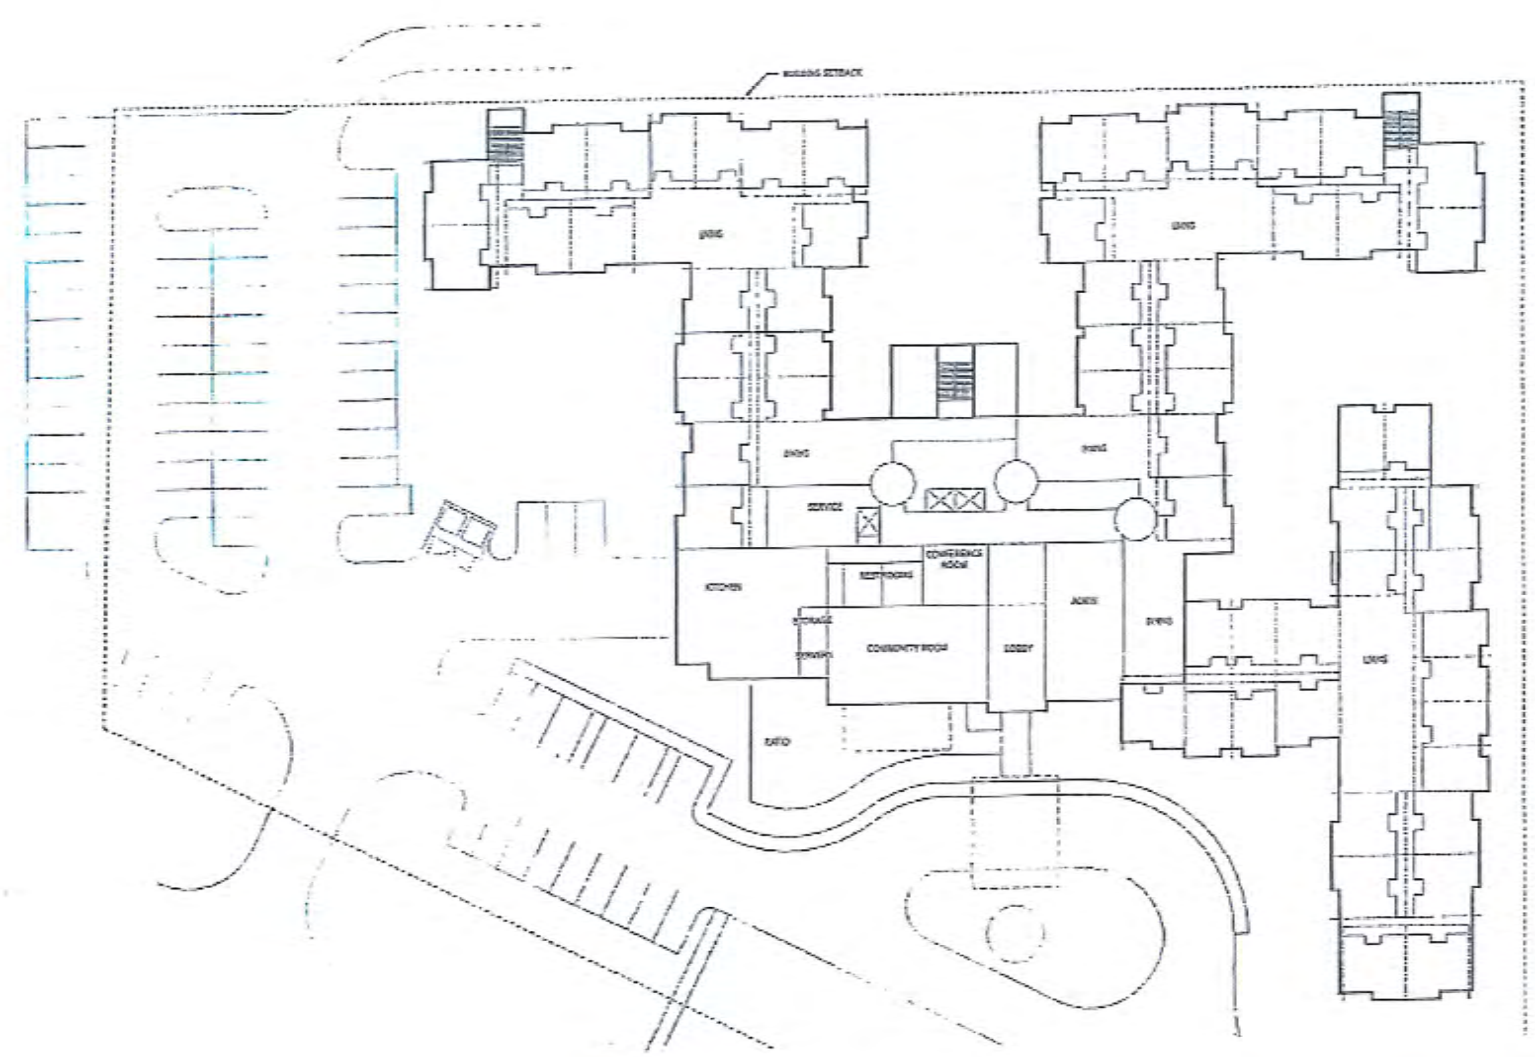 BUILDING SETBACK
LIVING
LIVING
DINING
DINING
SERVICE
KITCHEN
RESTROOMS
CONFERENCE
ROOM
STORAGE
COMMUNITY ROOM
LOBBY
ADMIN
DINING
LIVING
PATIO